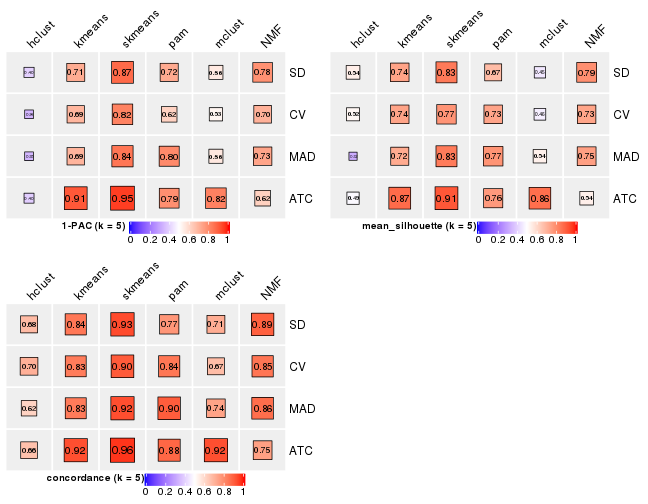 hclust kmeans skmeans pam mclust NMF
0.71 0.87 0.72 0.56 0.78 SD
0.69 0.82 0.62 0.53 0.70 CV
0.69 0.84 0.80 0.56 0.73 MAD
0.91 0.95 0.79 0.82 0.62 ATC
1-PAC (k = 5)
0 0.2 0.4 0.6 0.8 1
hclust kmeans skmeans pam mclust NMF
0.54 0.74 0.83 0.67 0.74 0.79 SD
0.52 0.74 0.77 0.73 0.73 CV
0.72 0.83 0.77 0.54 0.75 MAD
0.49 0.87 0.91 0.76 0.86 0.54 ATC
mean_silhouette (k = 5)
0 0.2 0.4 0.6 0.8 1
hclust kmeans skmeans pam mclust NMF
0.68 0.84 0.93 0.77 0.71 0.89 SD
0.70 0.83 0.90 0.84 0.67 0.85 CV
0.62 0.83 0.92 0.90 0.74 0.86 MAD
0.66 0.92 0.96 0.88 0.92 0.75 ATC
concordance (k = 5)
0 0.2 0.4 0.6 0.8 1